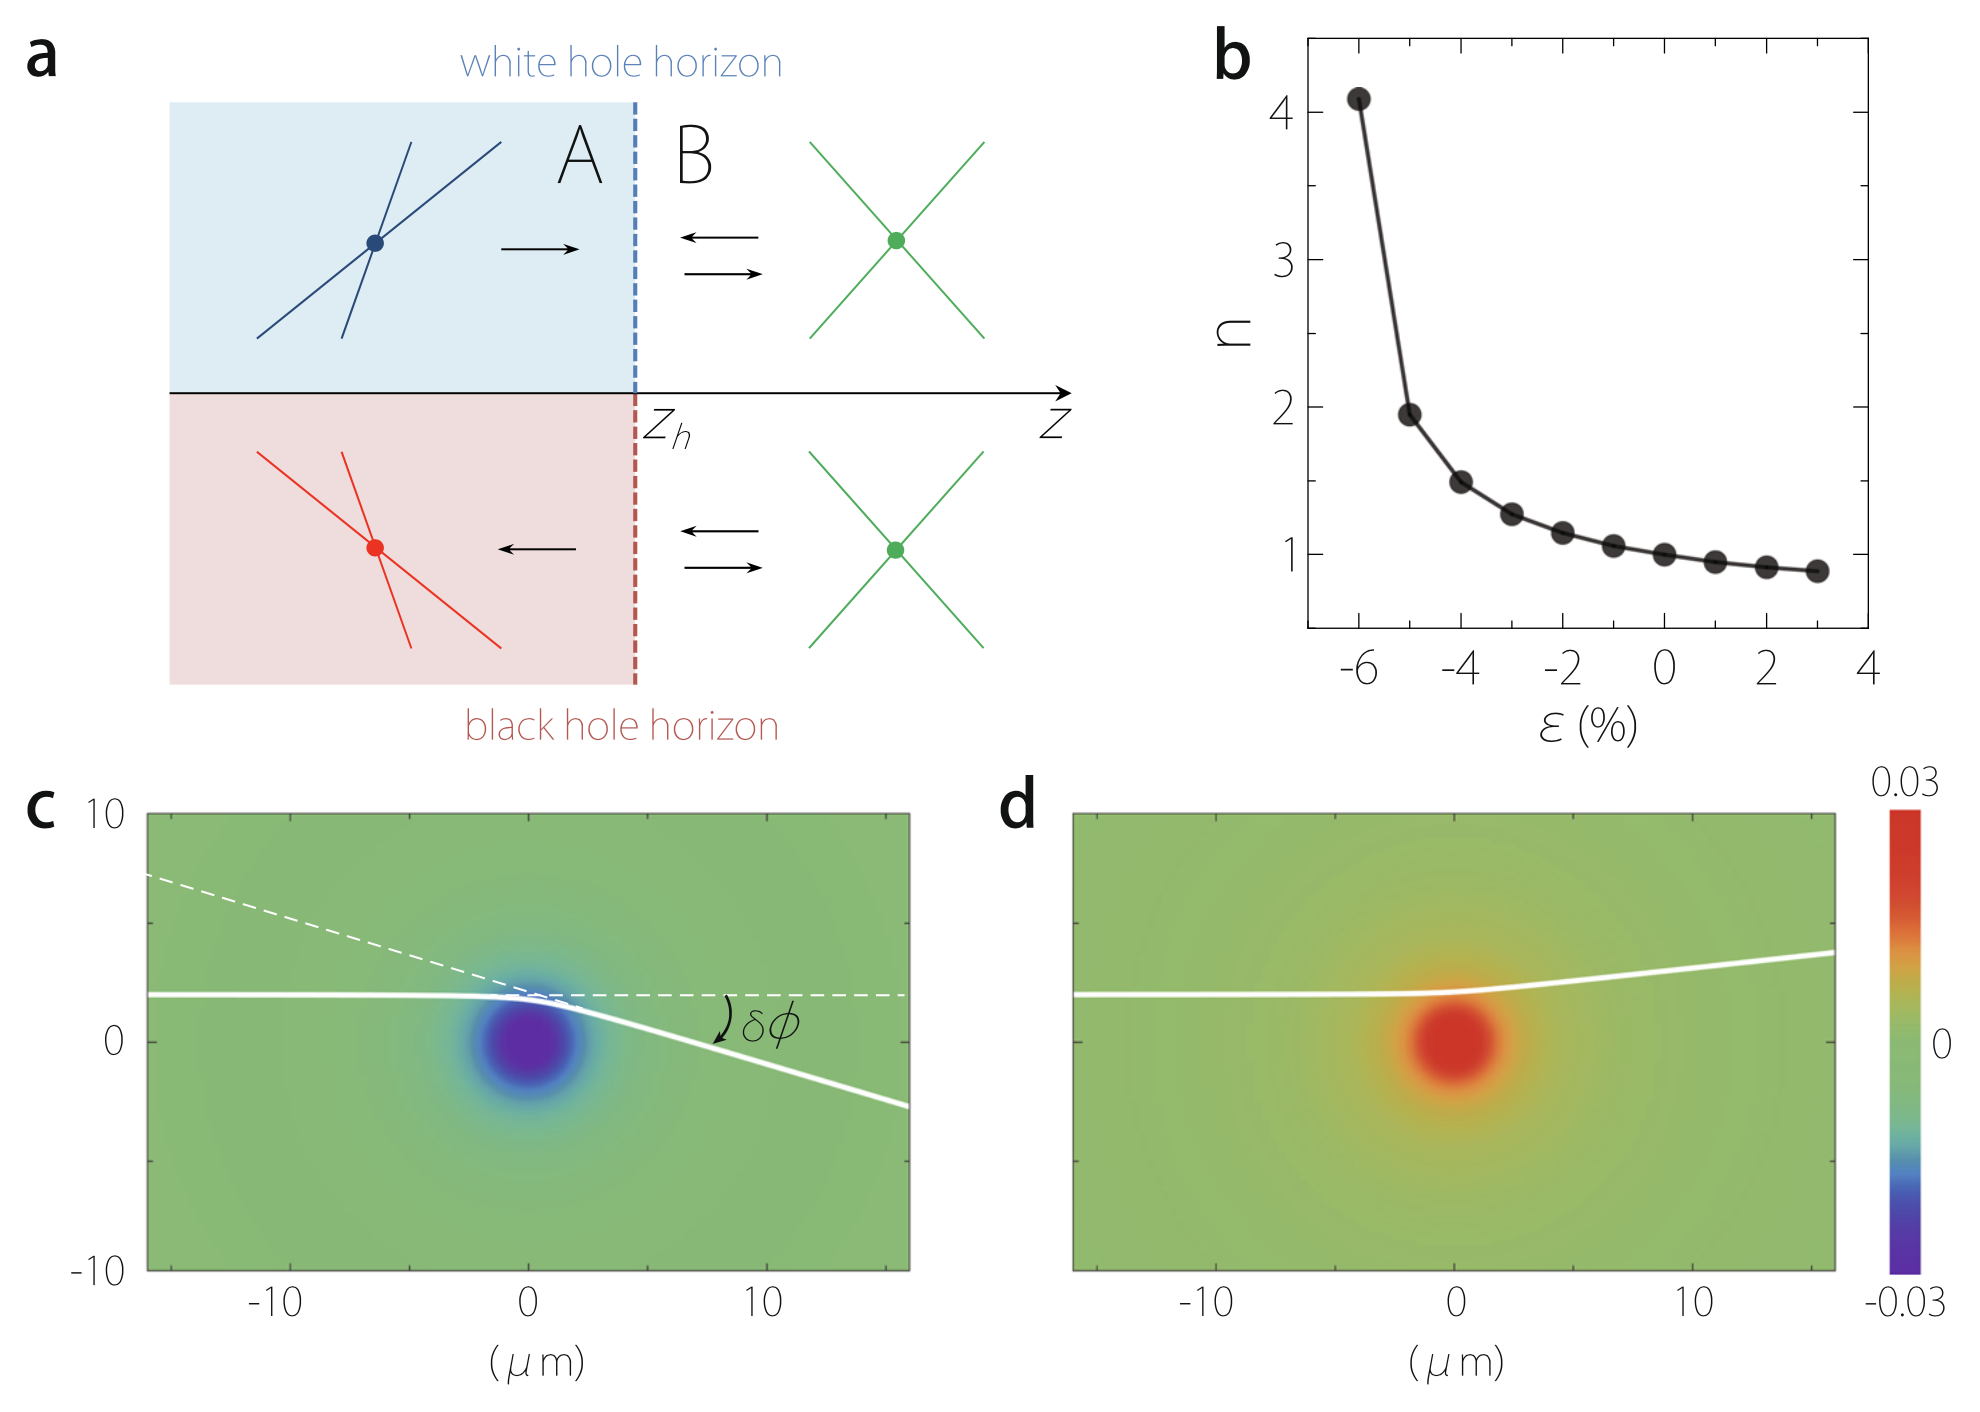 a
white hole horizon
A B
z_h
z
black hole horizon
b
4
3
2
1
n
-6 -4 -2 0 2 4
ε (%)
c
10
0
-10
δϕ
-10 0 10
(μm)
d
-10 0 10
(μm)
0.03
0
-0.03